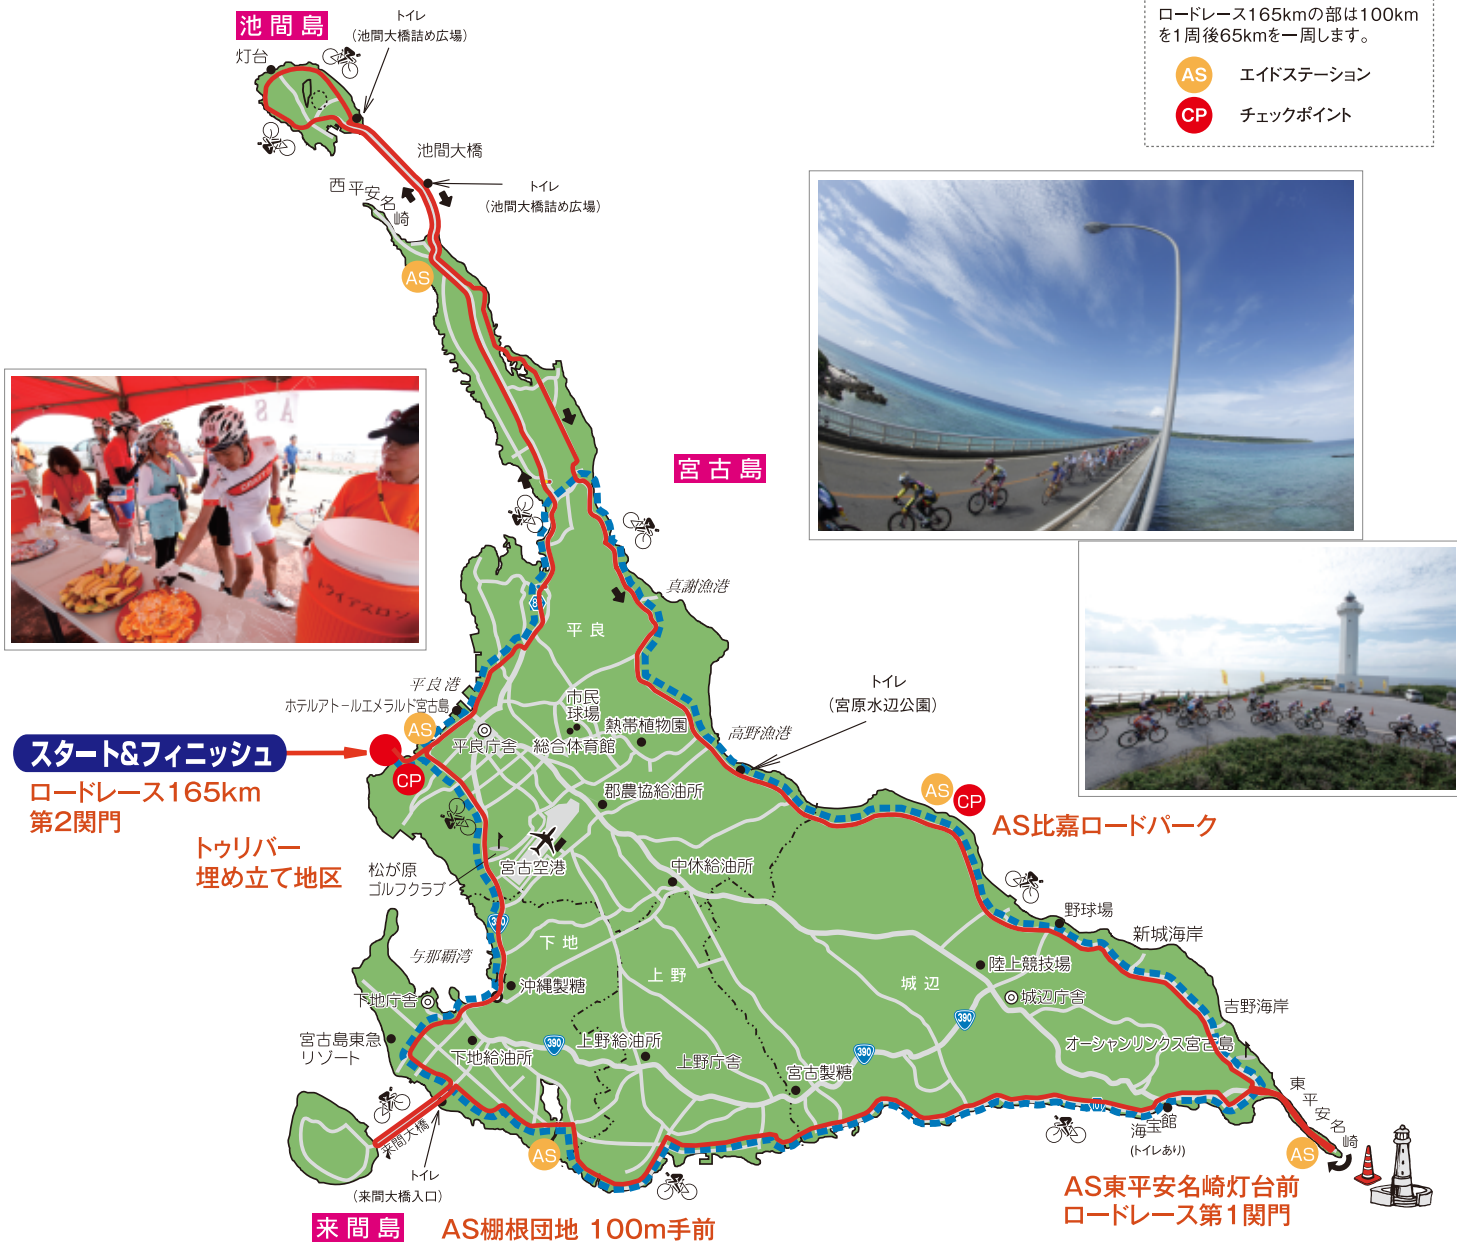 ロードレース165kmの部は100km
を1周後65kmを一周します。
AS エイドステーション
CP チェックポイント
池間島
トイレ
(池間大橋詰め広場)
灯台
池間大橋
トイレ
(池間大橋詰め広場)
西平安名崎
AS
宮古島
AS
トライアスロン
真謝漁港
83
平良
平良港
ホテルアトールエメラルド宮古島
市民
球場
熱帯植物園
トイレ
(宮原水辺公園)
高野漁港
AS
平良庁舎
総合体育館
スタート&フィニッシュ
CP
ロードレース165km
第2関門
郡農協給油所
AS
CP
AS比嘉ロードパーク
トゥリバー
埋め立て地区
松が原
ゴルフクラブ
宮古空港
中休給油所
野球場
390
新城海岸
下地
与那覇湾
上野
城辺
陸上競技場
沖縄製糖
下地庁舎
城辺庁舎
吉野海岸
390
宮古島東急
リゾート
下地給油所
390
上野給油所
上野庁舎
390
宮古製糖
オーシャンリンクス宮古島
東平安名崎
来間大橋
海宝館
(トイレあり)
AS
AS
トイレ
(来間大橋入口)
来間島
AS棚根団地 100m手前
AS東平安名崎灯台前
ロードレース第1関門